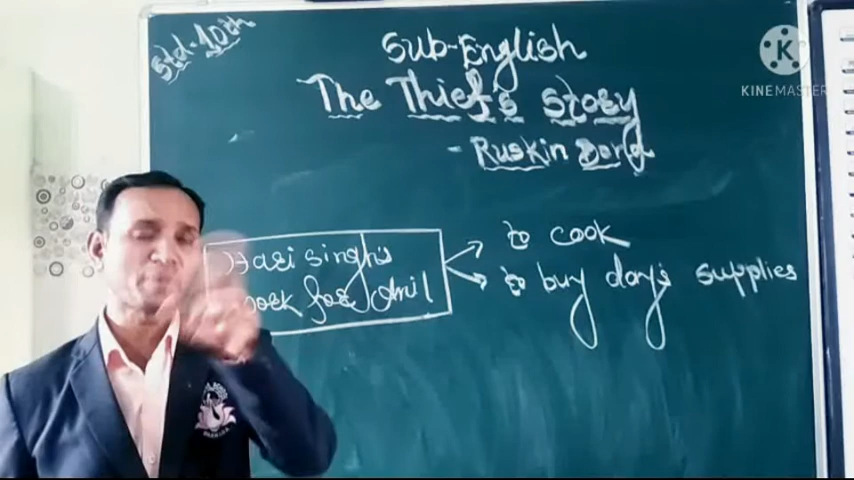 Std-10th
Sub-English
The Thief's Story
- Ruskin Bond
Hari Singh's
work for Anil
to cook
to buy day's supplies
K
KINEMASTER